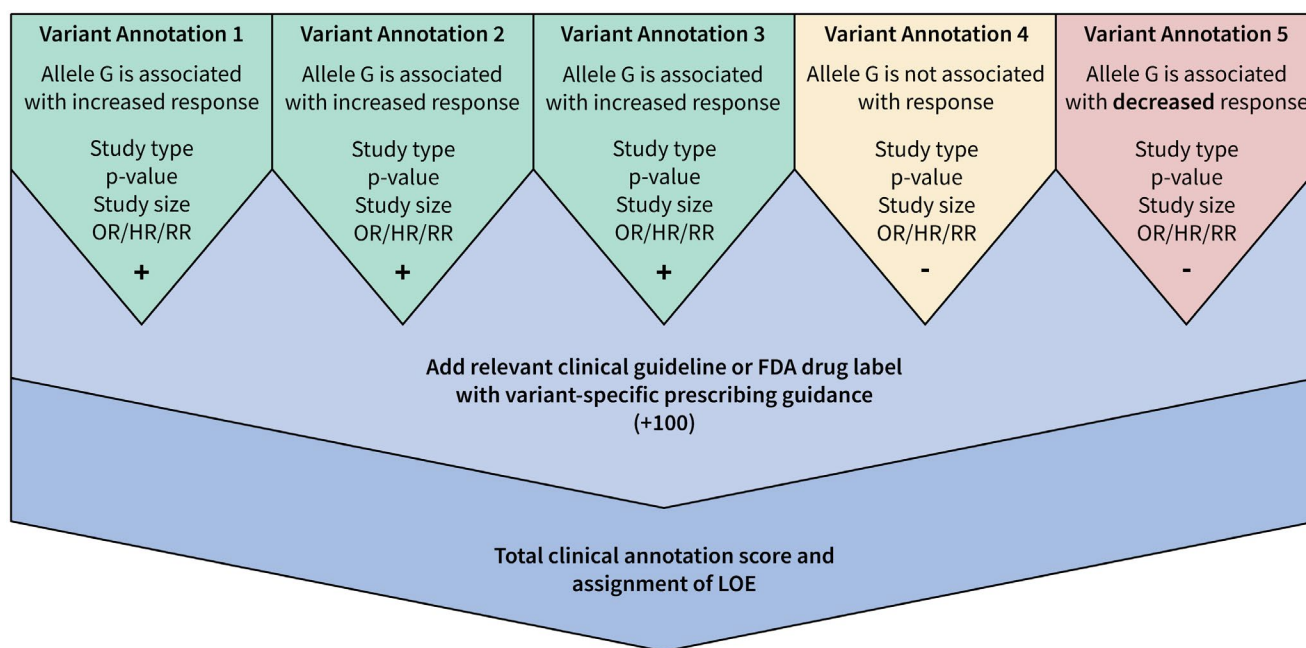 Variant Annotation 1
Allele G is associated
with increased response
Study type
p-value
Study size
OR/HR/RR
+
Variant Annotation 2
Allele G is associated
with increased response
Study type
p-value
Study size
OR/HR/RR
+
Variant Annotation 3
Allele G is associated
with increased response
Study type
p-value
Study size
OR/HR/RR
+
Variant Annotation 4
Allele G is not associated
with response
Study type
p-value
Study size
OR/HR/RR
-
Variant Annotation 5
Allele G is associated
with decreased response
Study type
p-value
Study size
OR/HR/RR
-
Add relevant clinical guideline or FDA drug label
with variant-specific prescribing guidance
(+100)
Total clinical annotation score and
assignment of LOE